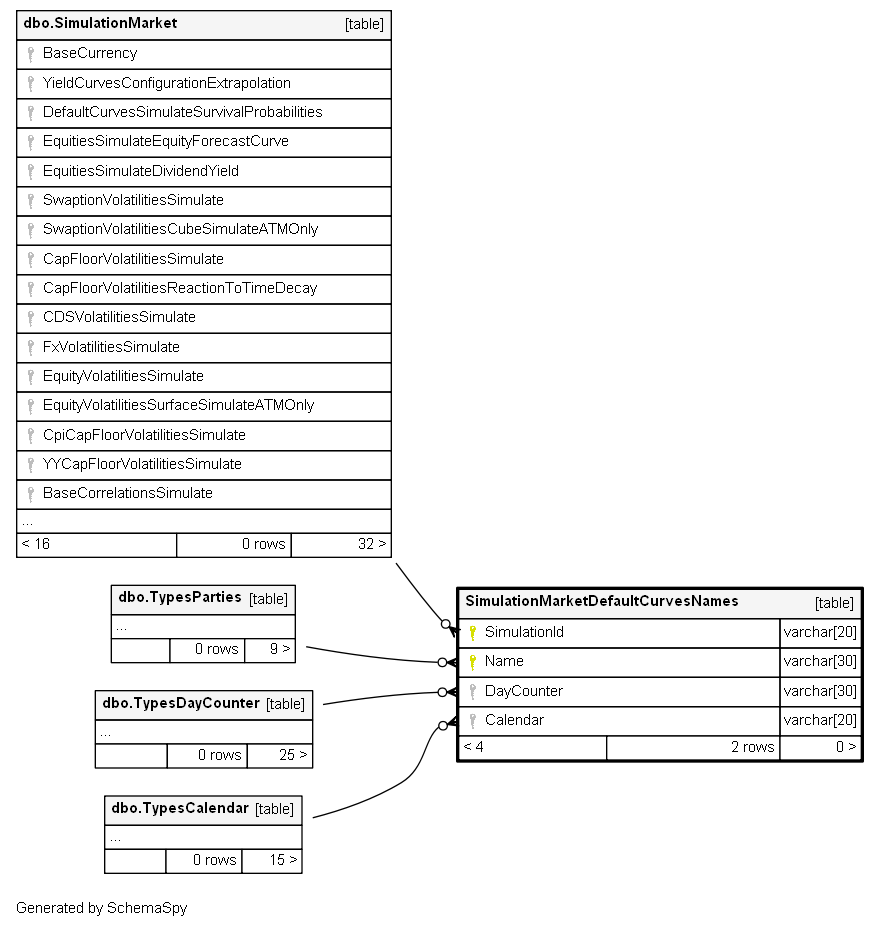 dbo.SimulationMarket [table]
BaseCurrency
YieldCurvesConfigurationExtrapolation
DefaultCurvesSimulateSurvivalProbabilities
EquitiesSimulateEquityForecastCurve
EquitiesSimulateDividendYield
SwaptionVolatilitiesSimulate
SwaptionVolatilitiesCubeSimulateATMOnly
CapFloorVolatilitiesSimulate
CapFloorVolatilitiesReactionToTimeDecay
CDSVolatilitiesSimulate
FxVolatilitiesSimulate
EquityVolatilitiesSimulate
EquityVolatilitiesSurfaceSimulateATMOnly
CpiCapFloorVolatilitiesSimulate
YYCapFloorVolatilitiesSimulate
BaseCorrelationsSimulate
...
< 16 0 rows 32 >
dbo.TypesParties [table]
...
0 rows 9 >
dbo.TypesDayCounter [table]
...
0 rows 25 >
dbo.TypesCalendar [table]
...
0 rows 15 >
SimulationMarketDefaultCurvesNames [table]
SimulationId varchar[20]
Name varchar[30]
DayCounter varchar[30]
Calendar varchar[20]
< 4 2 rows 0 >
Generated by SchemaSpy